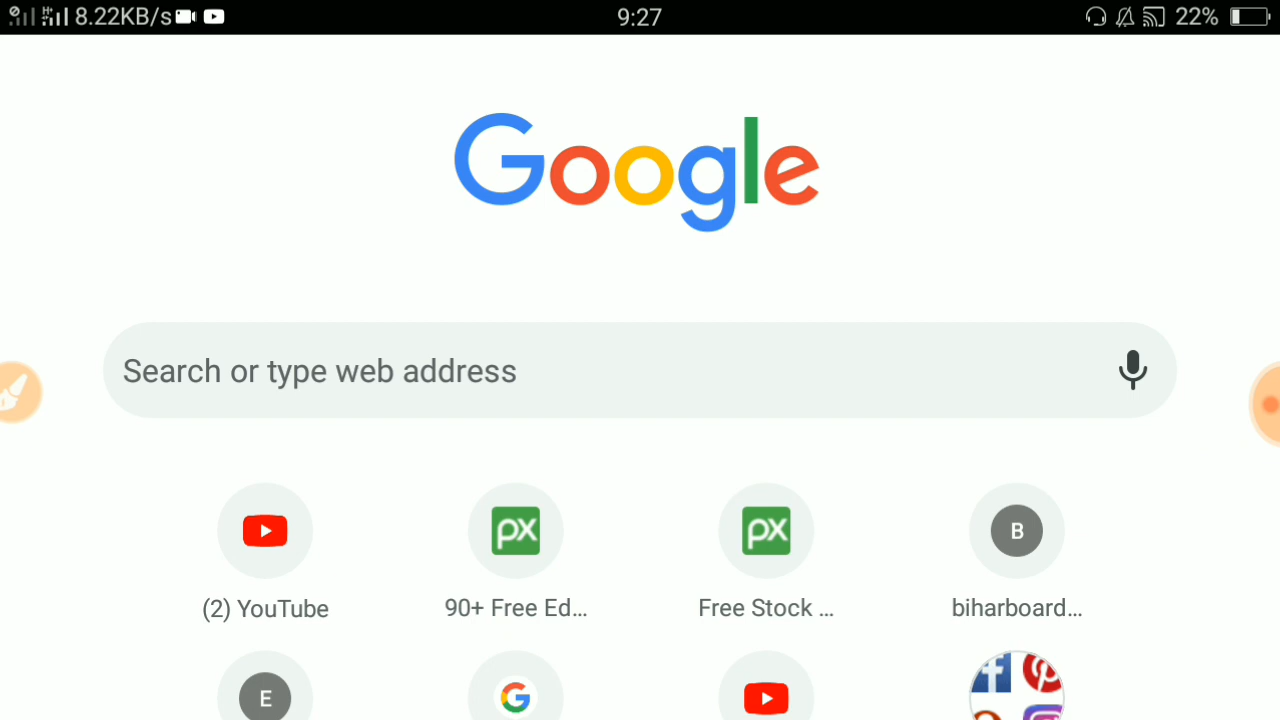 8.22KB/s 9:27 22%
Google
Search or type web address
px px B
(2) YouTube 90+ Free Ed... Free Stock ... biharboard...
E G